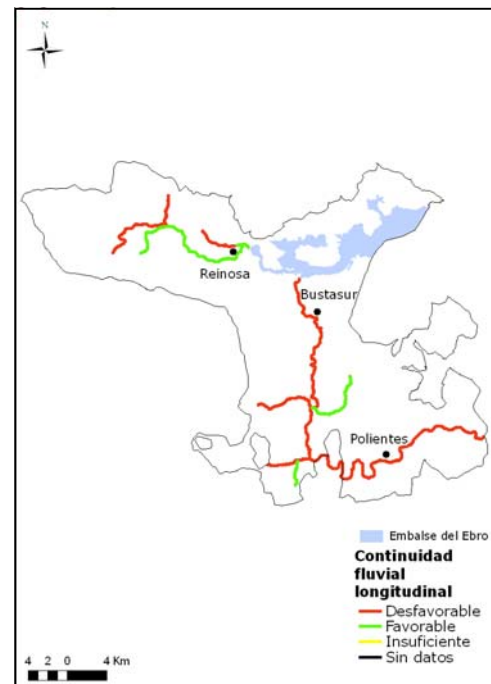 N
Reinosa
Bustasur
Polientes
Embalse del Ebro
Continuidad
fluvial
longitudinal
Desfavorable
Favorable
Insuficiente
Sin datos
4 2 0 4 Km